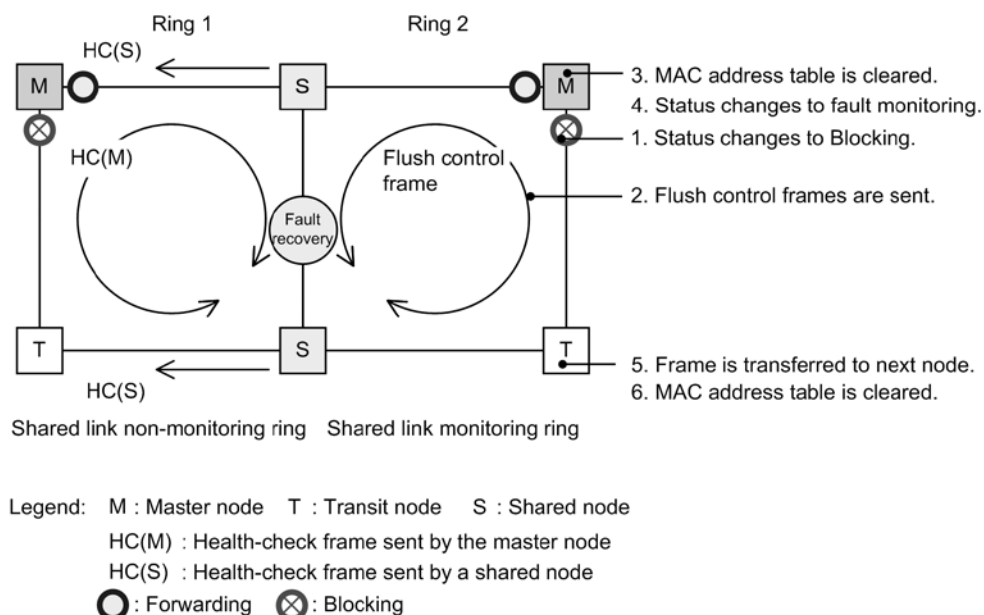 Ring 1 Ring 2
HC(S)
M S M
3. MAC address table is cleared.
4. Status changes to fault monitoring.
1. Status changes to Blocking.
HC(M)
Flush control
frame
2. Flush control frames are sent.
Fault
recovery
T S T
5. Frame is transferred to next node.
6. MAC address table is cleared.
HC(S)
Shared link non-monitoring ring Shared link monitoring ring
Legend: M : Master node T : Transit node S : Shared node
HC(M) : Health-check frame sent by the master node
HC(S) : Health-check frame sent by a shared node
: Forwarding : Blocking